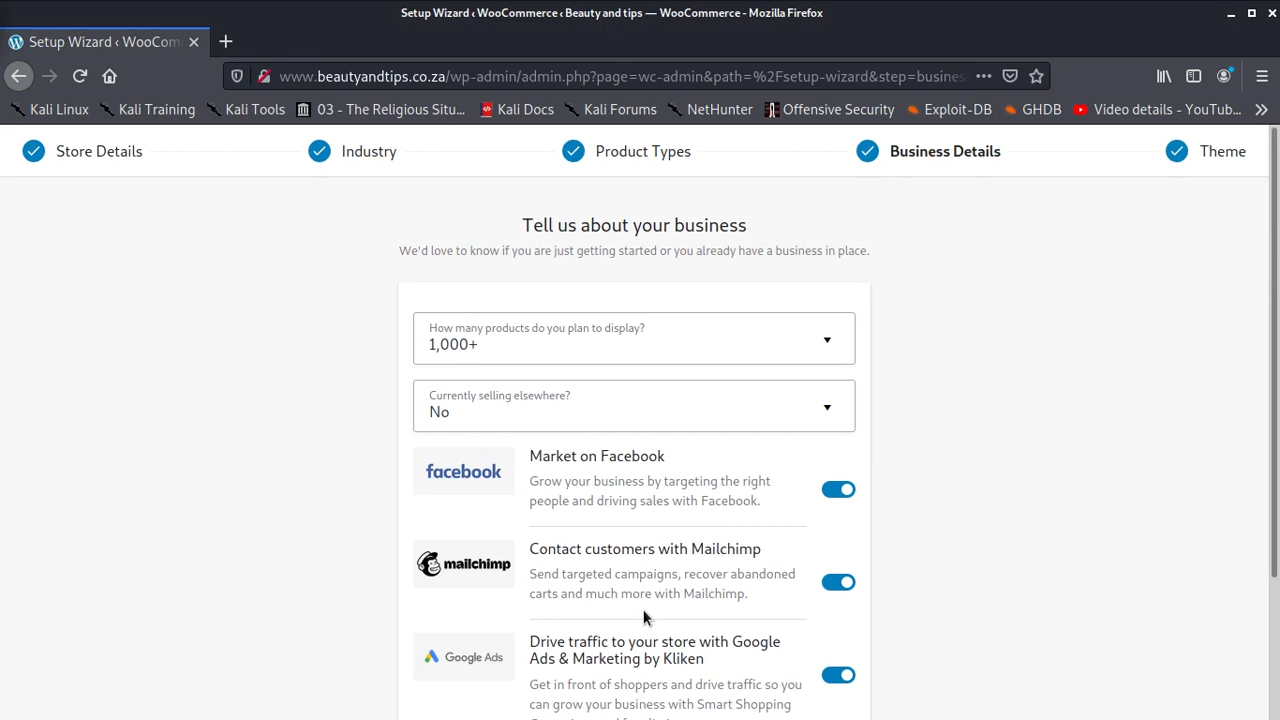 Setup Wizard ‹ WooCommerce ‹ Beauty and tips — WooCommerce - Mozilla Firefox
Setup Wizard ‹ WooCom
www.beautyandtips.co.za/wp-admin/admin.php?page=wc-admin&path=%2Fsetup-wizard&step=busines
Kali Linux
Kali Training
Kali Tools
03 - The Religious Situ...
Kali Docs
Kali Forums
NetHunter
Offensive Security
Exploit-DB
GHDB
Video details - YouTub...
Store Details
Industry
Product Types
Business Details
Theme
Tell us about your business
We'd love to know if you are just getting started or you already have a business in place.
How many products do you plan to display?
1,000+
Currently selling elsewhere?
No
facebook
Market on Facebook
Grow your business by targeting the right
people and driving sales with Facebook.
mailchimp
Contact customers with Mailchimp
Send targeted campaigns, recover abandoned
carts and much more with Mailchimp.
Google Ads
Drive traffic to your store with Google
Ads & Marketing by Kliken
Get in front of shoppers and drive traffic so you
can grow your business with Smart Shopping